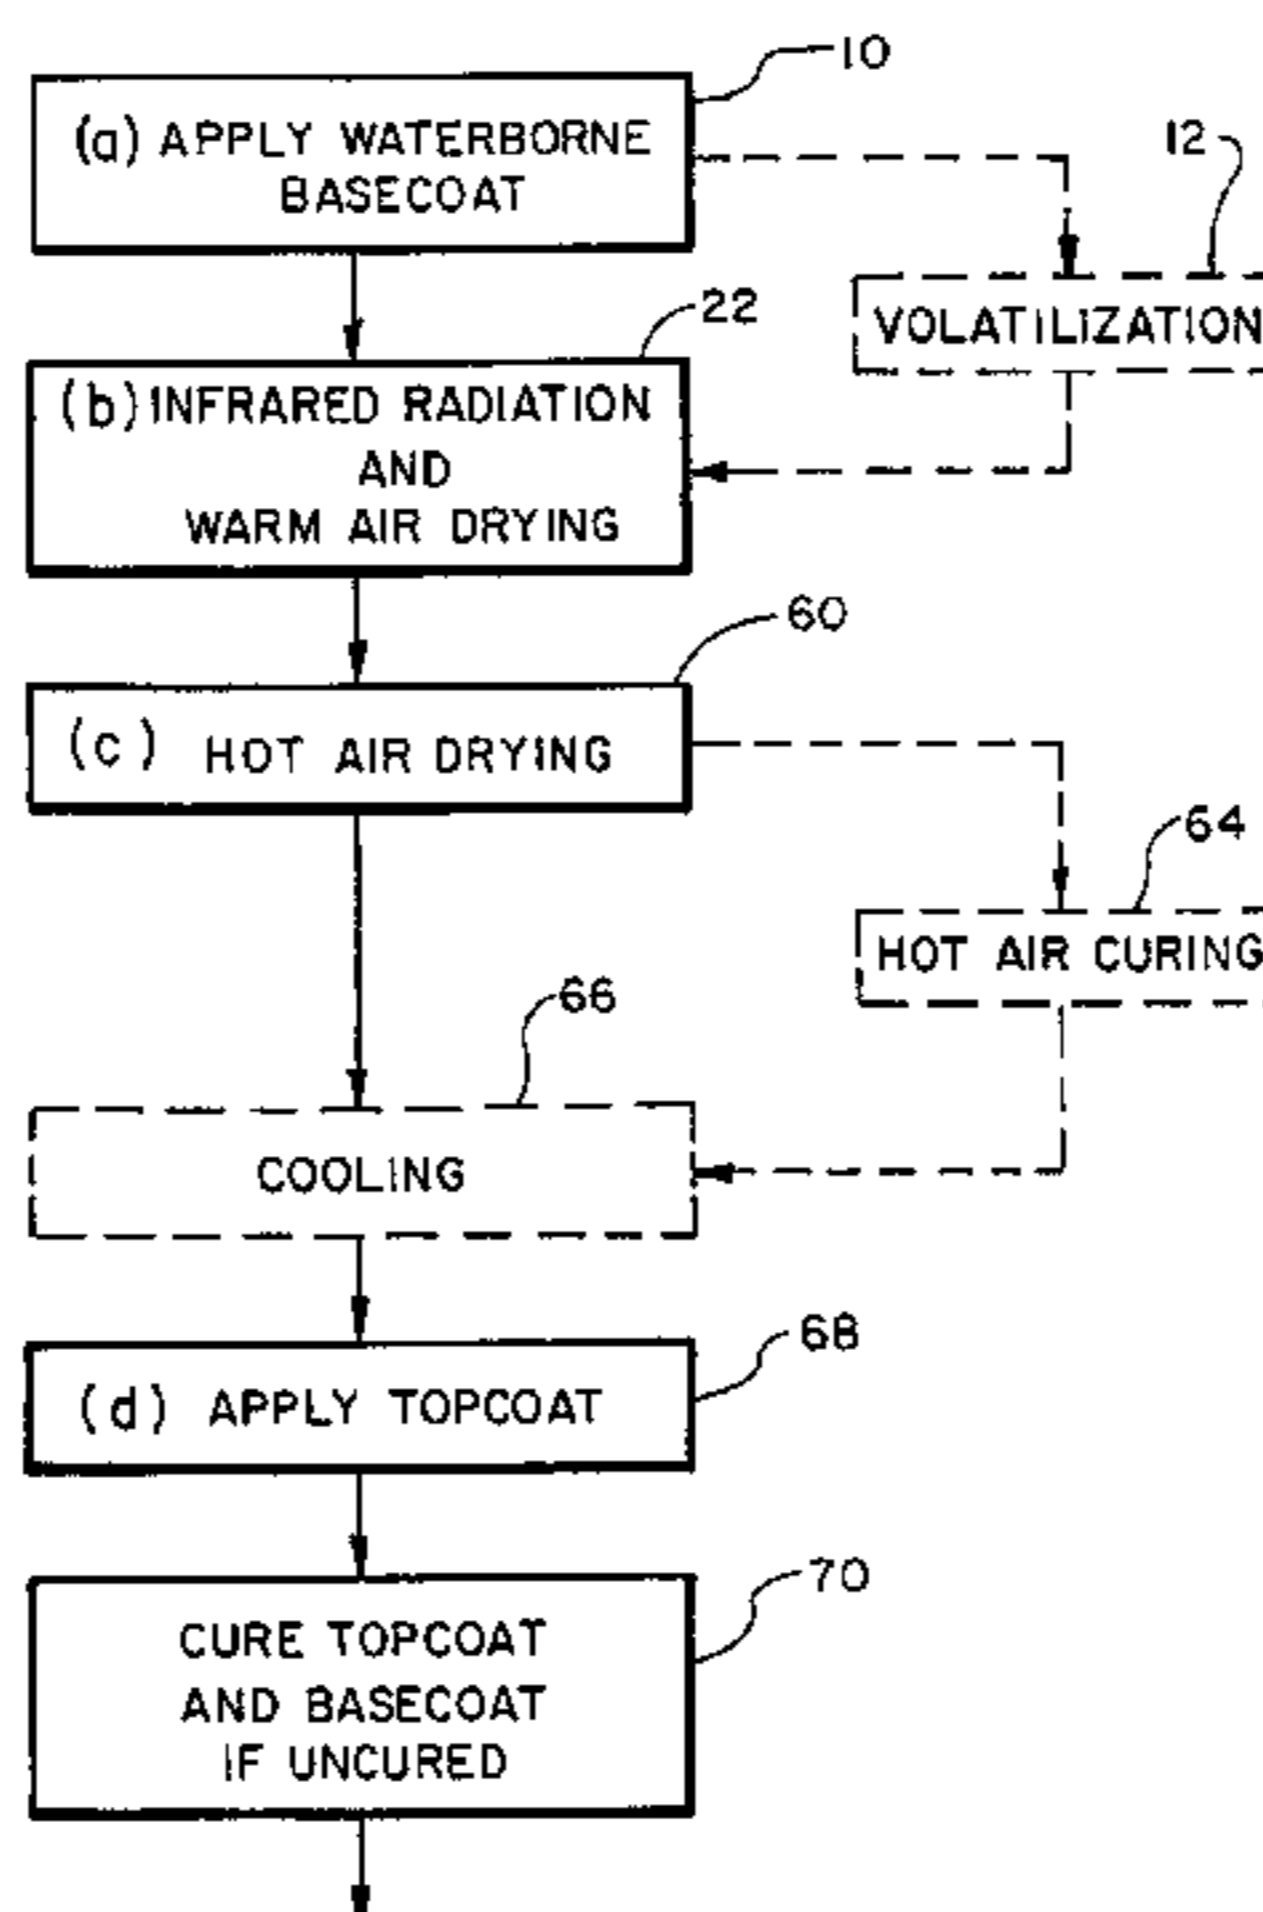 10
(a) APPLY WATERBORNE
BASECOAT
12
VOLATILIZATION
22
(b) INFRARED RADIATION
AND
WARM AIR DRYING
60
(c) HOT AIR DRYING
64
HOT AIR CURING
66
COOLING
68
(d) APPLY TOPCOAT
70
CURE TOPCOAT
AND BASECOAT
IF UNCURED